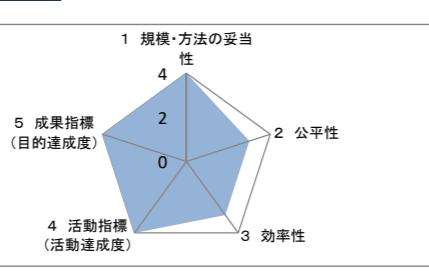 1 規模・方法の妥当
性
4
2
0
2 公平性
3 効率性
4 活動指標
(活動達成度)
5 成果指標
(目的達成度)